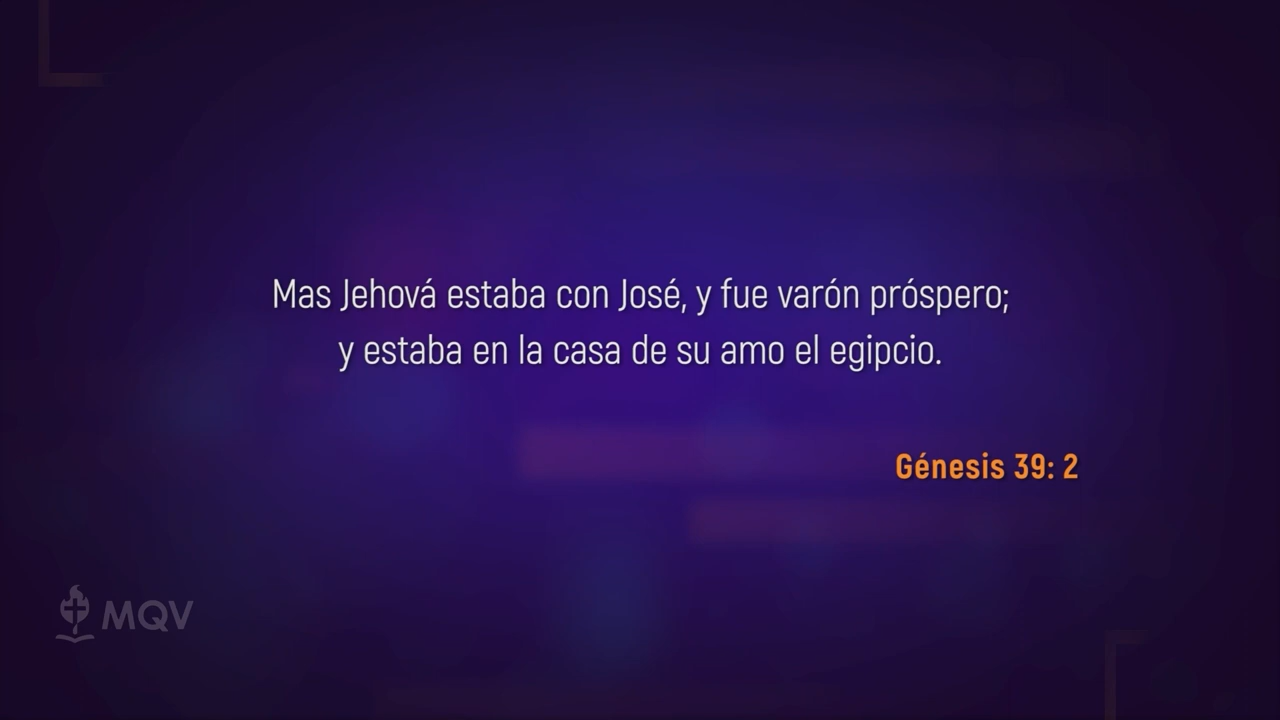 Mas Jehová estaba con José, y fue varón próspero;
y estaba en la casa de su amo el egipcio.
Génesis 39: 2
MQV